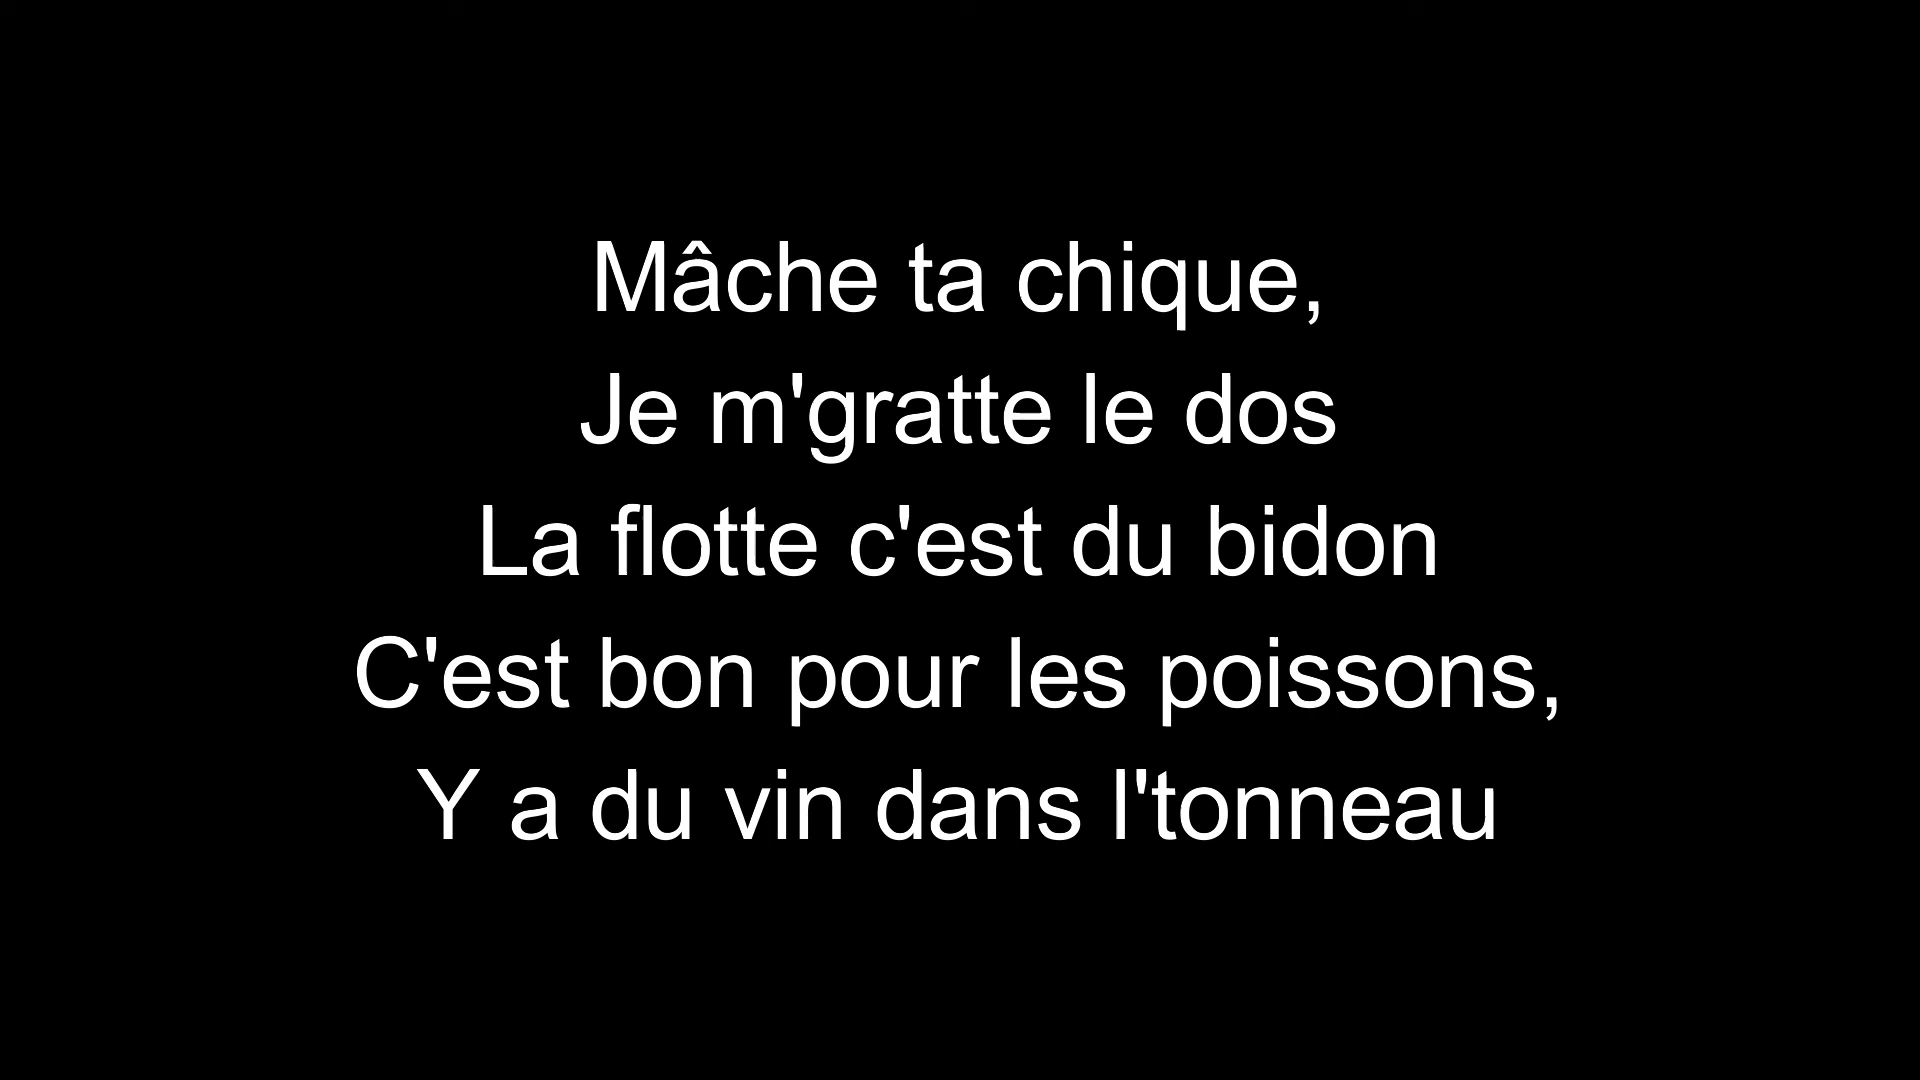 Mâche ta chique,
Je m'gratte le dos
La flotte c'est du bidon
C'est bon pour les poissons,
Y a du vin dans l'tonneau